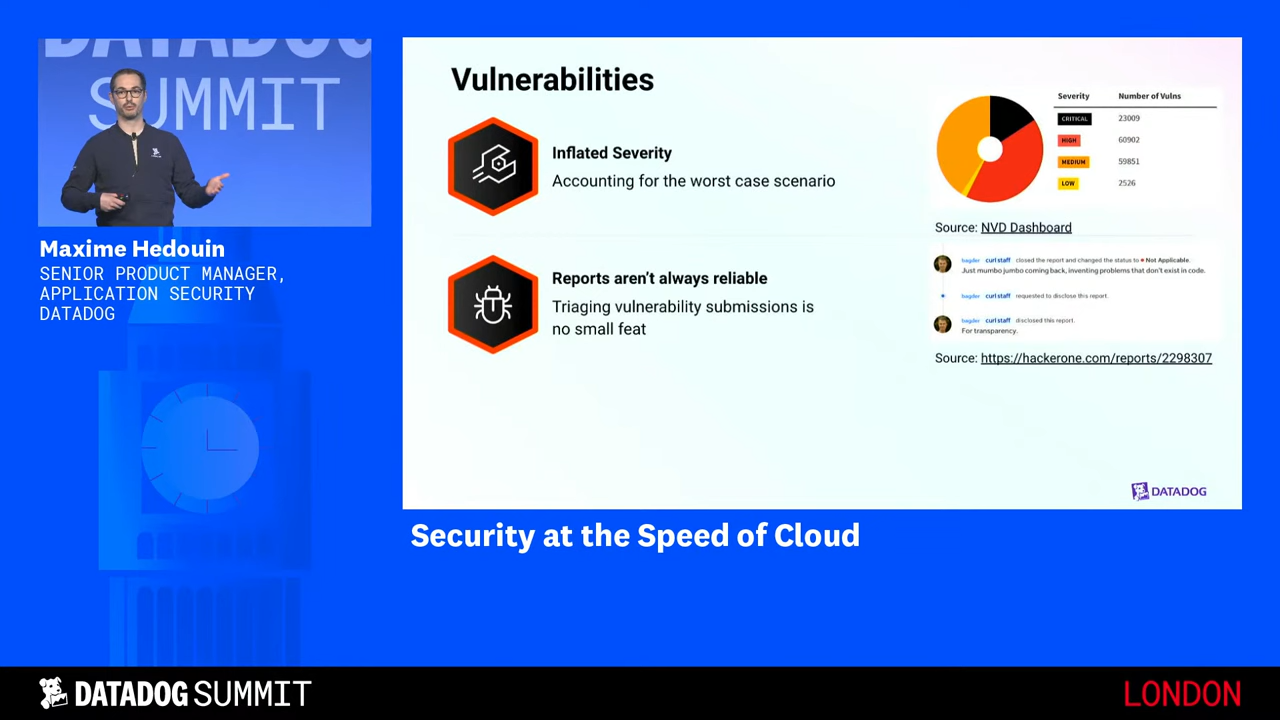 DATADOG
SUMMIT
Maxime Hedouin
SENIOR PRODUCT MANAGER,
APPLICATION SECURITY
DATADOG
Vulnerabilities
Inflated Severity
Accounting for the worst case scenario
Reports aren't always reliable
Triaging vulnerability submissions is
no small feat
Severity Number of Vulns
CRITICAL 23009
HIGH 60902
MEDIUM 59851
LOW 2526
Source: NVD Dashboard
bagder curl staff closed the report and changed the status to • Not Applicable.
Just mumbo jumbo coming back, inventing problems that don't exist in code.
bagder curl staff requested to disclose this report.
bagder curl staff disclosed this report.
For transparency.
Source: https://hackerone.com/reports/2298307
DATADOG
Security at the Speed of Cloud
DATADOG SUMMIT
LONDON